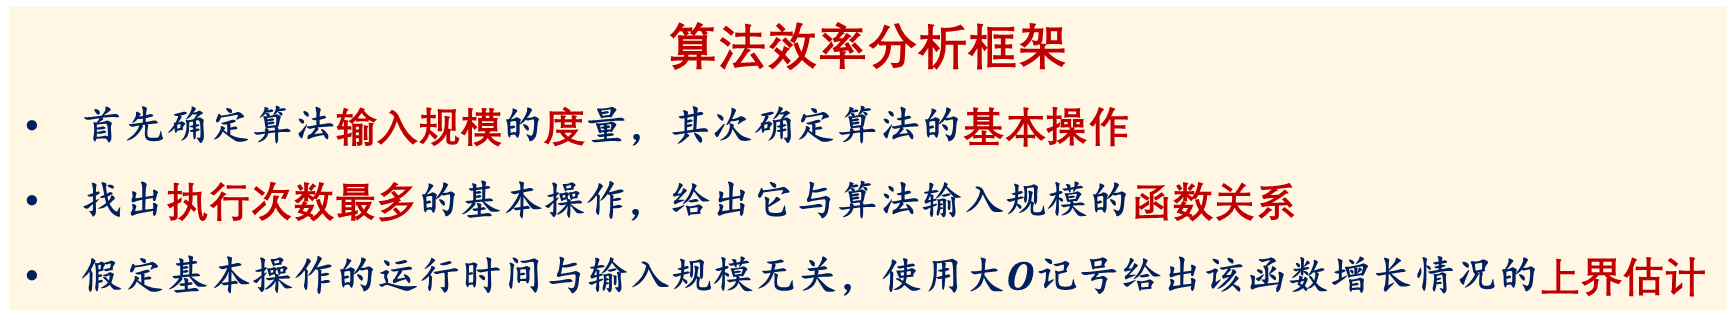 算法效率分析框架
• 首先确定算法输入规模的度量，其次确定算法的基本操作
• 找出执行次数最多的基本操作，给出它与算法输入规模的函数关系
• 假定基本操作的运行时间与输入规模无关，使用大O记号给出该函数增长情况的上界估计